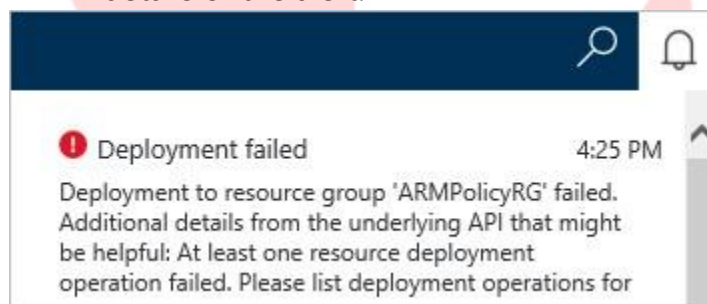 Deployment failed 4:25 PM
Deployment to resource group 'ARMPolicyRG' failed.
Additional details from the underlying API that might
be helpful: At least one resource deployment
operation failed. Please list deployment operations for